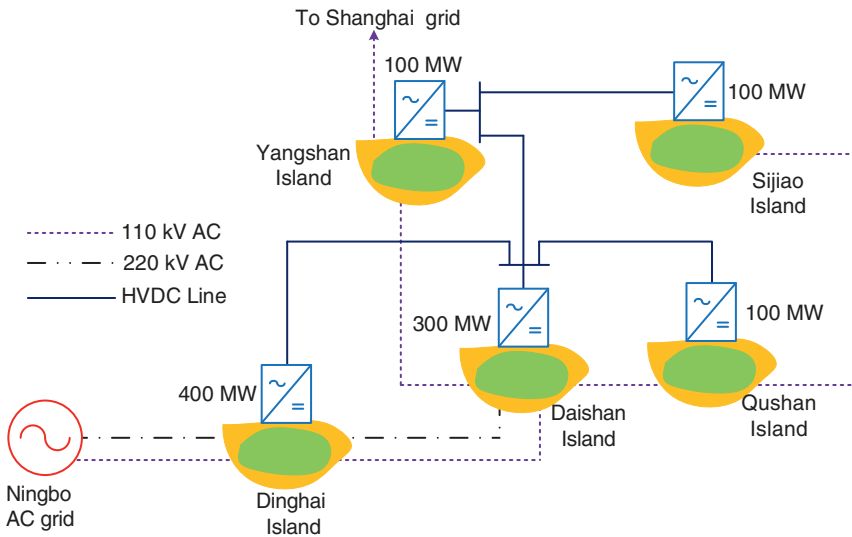 To Shanghai grid
100 MW
100 MW
Yangshan
Island
Sijiao
Island
110 kV AC
220 kV AC
HVDC Line
300 MW
100 MW
400 MW
Daishan
Island
Qushan
Island
Ningbo
AC grid
Dinghai
Island